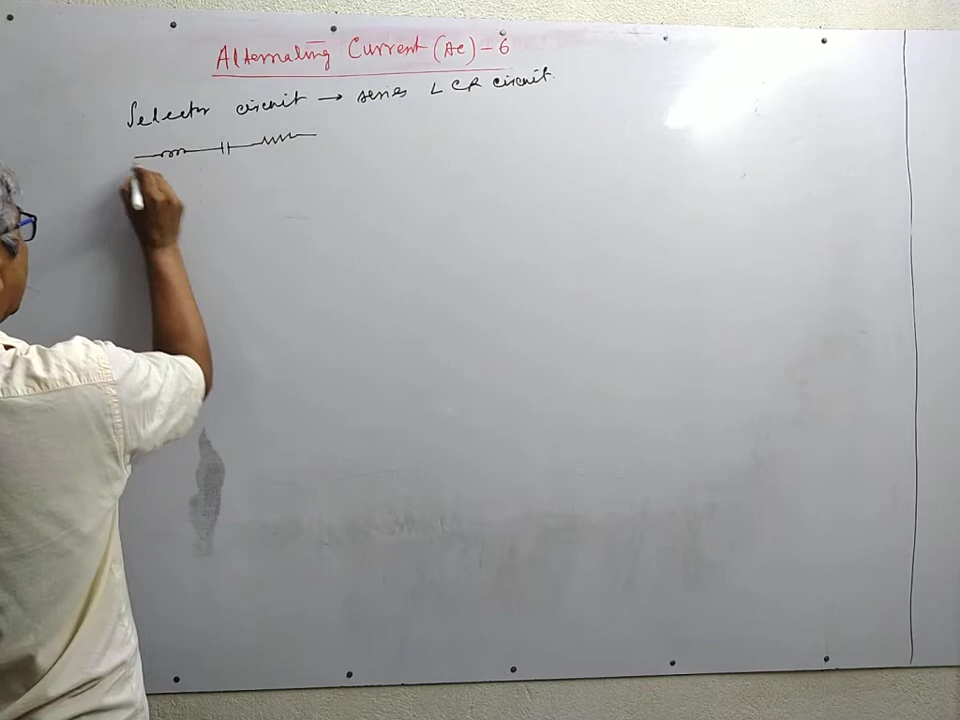 Alternating Current (AC) - 6
Selector circuit → series LCR circuit.